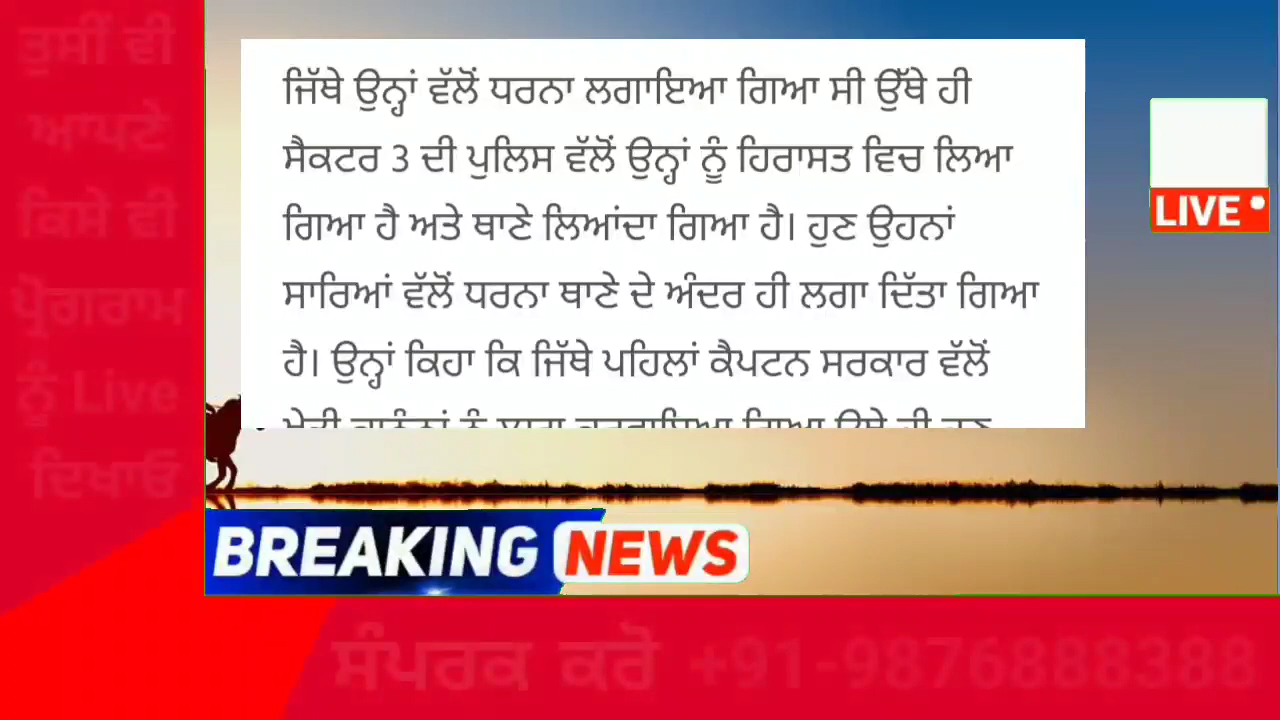 ਤੁਸੀਂ ਵੀ
ਆਪਣੇ
ਕਿਸੇ ਵੀ
ਪ੍ਰੋਗਰਾਮ
ਨੂੰ Live
ਦਿਖਾਓ
ਜਿੱਥੇ ਉਨ੍ਹਾਂ ਵੱਲੋਂ ਧਰਨਾ ਲਗਾਇਆ ਗਿਆ ਸੀ ਉੱਥੇ ਹੀ
ਸੈਕਟਰ 3 ਦੀ ਪੁਲਿਸ ਵੱਲੋਂ ਉਨ੍ਹਾਂ ਨੂੰ ਹਿਰਾਸਤ ਵਿਚ ਲਿਆ
ਗਿਆ ਹੈ ਅਤੇ ਥਾਣੇ ਲਿਆਂਦਾ ਗਿਆ ਹੈ। ਹੁਣ ਉਹਨਾਂ
ਸਾਰਿਆਂ ਵੱਲੋਂ ਧਰਨਾ ਥਾਣੇ ਦੇ ਅੰਦਰ ਹੀ ਲਗਾ ਦਿੱਤਾ ਗਿਆ
ਹੈ। ਉਨ੍ਹਾਂ ਕਿਹਾ ਕਿ ਜਿੱਥੇ ਪਹਿਲਾਂ ਕੈਪਟਨ ਸਰਕਾਰ ਵੱਲੋਂ
LIVE
BREAKING NEWS
ਸੰਪਰਕ ਕਰੋ +91-9876888388